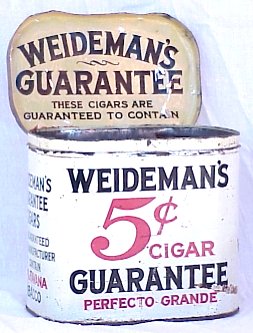 WEIDEMAN'S
GUARANTEE
THESE CIGARS ARE
GUARANTEED TO CONTAIN
WEIDEMAN'S
5¢
CIGAR
GUARANTEE
PERFECTO GRANDE